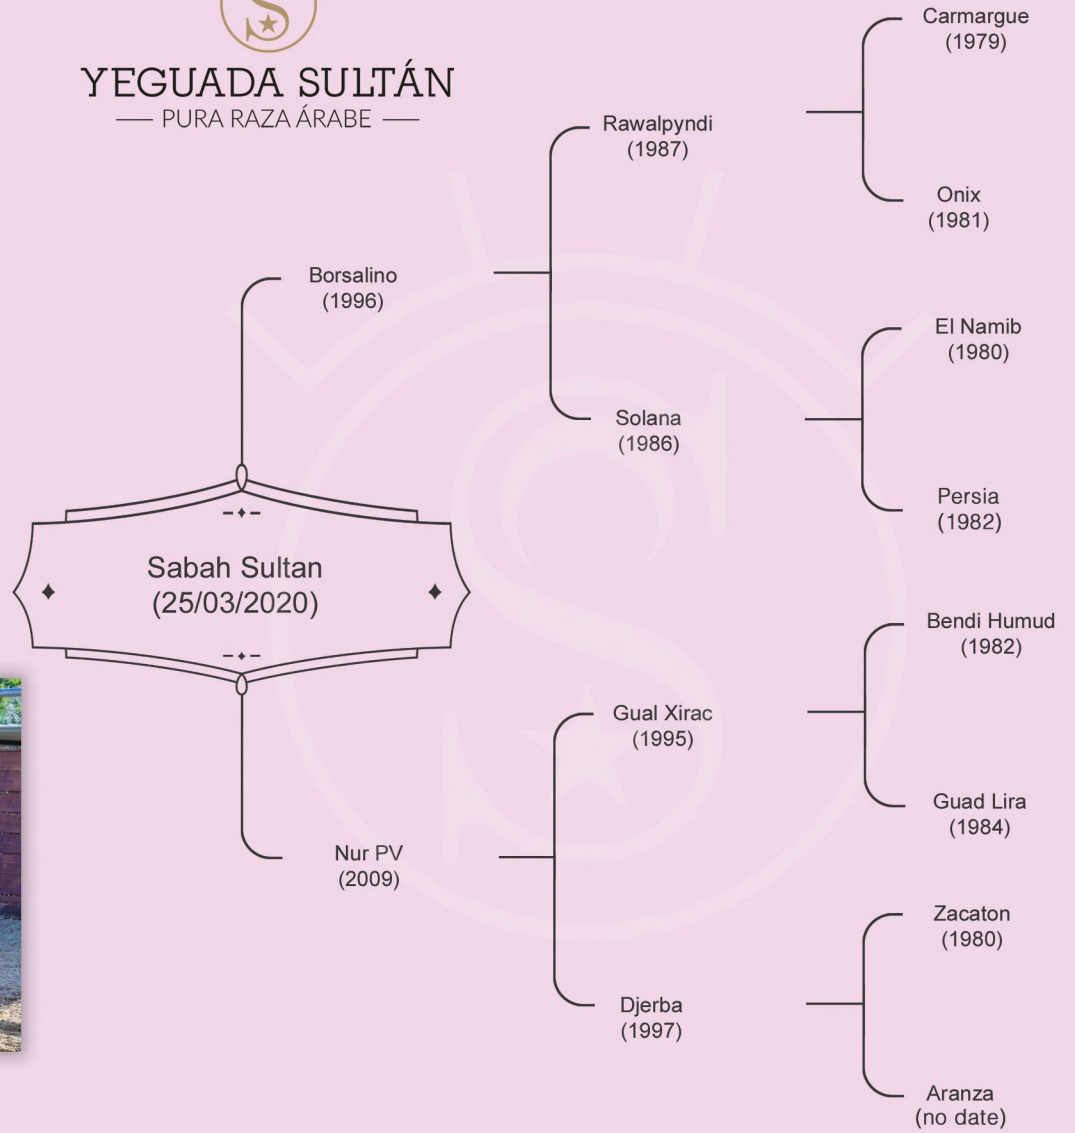 YEGUADA SULTÁN
PURA RAZA ÁRABE
Sabah Sultan
(25/03/2020)
Borsalino
(1996)
Nur PV
(2009)
Rawalpyndi
(1987)
Solana
(1986)
Gual Xirac
(1995)
Djerba
(1997)
Carmargue
(1979)
Onix
(1981)
El Namib
(1980)
Persia
(1982)
Bendi Humud
(1982)
Guad Lira
(1984)
Zacaton
(1980)
Aranza
(no date)